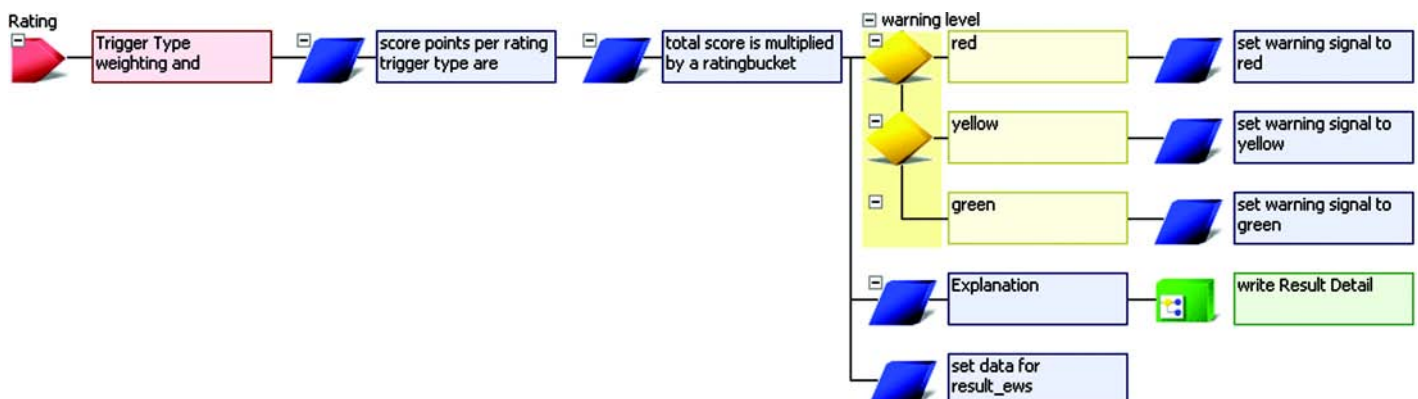 Rating
Trigger Type
weighting and
score points per rating
trigger type are
total score is multiplied
by a ratingbucket
warning level
red
set warning signal to
red
yellow
set warning signal to
yellow
green
set warning signal to
green
Explanation
write Result Detail
set data for
result_ews